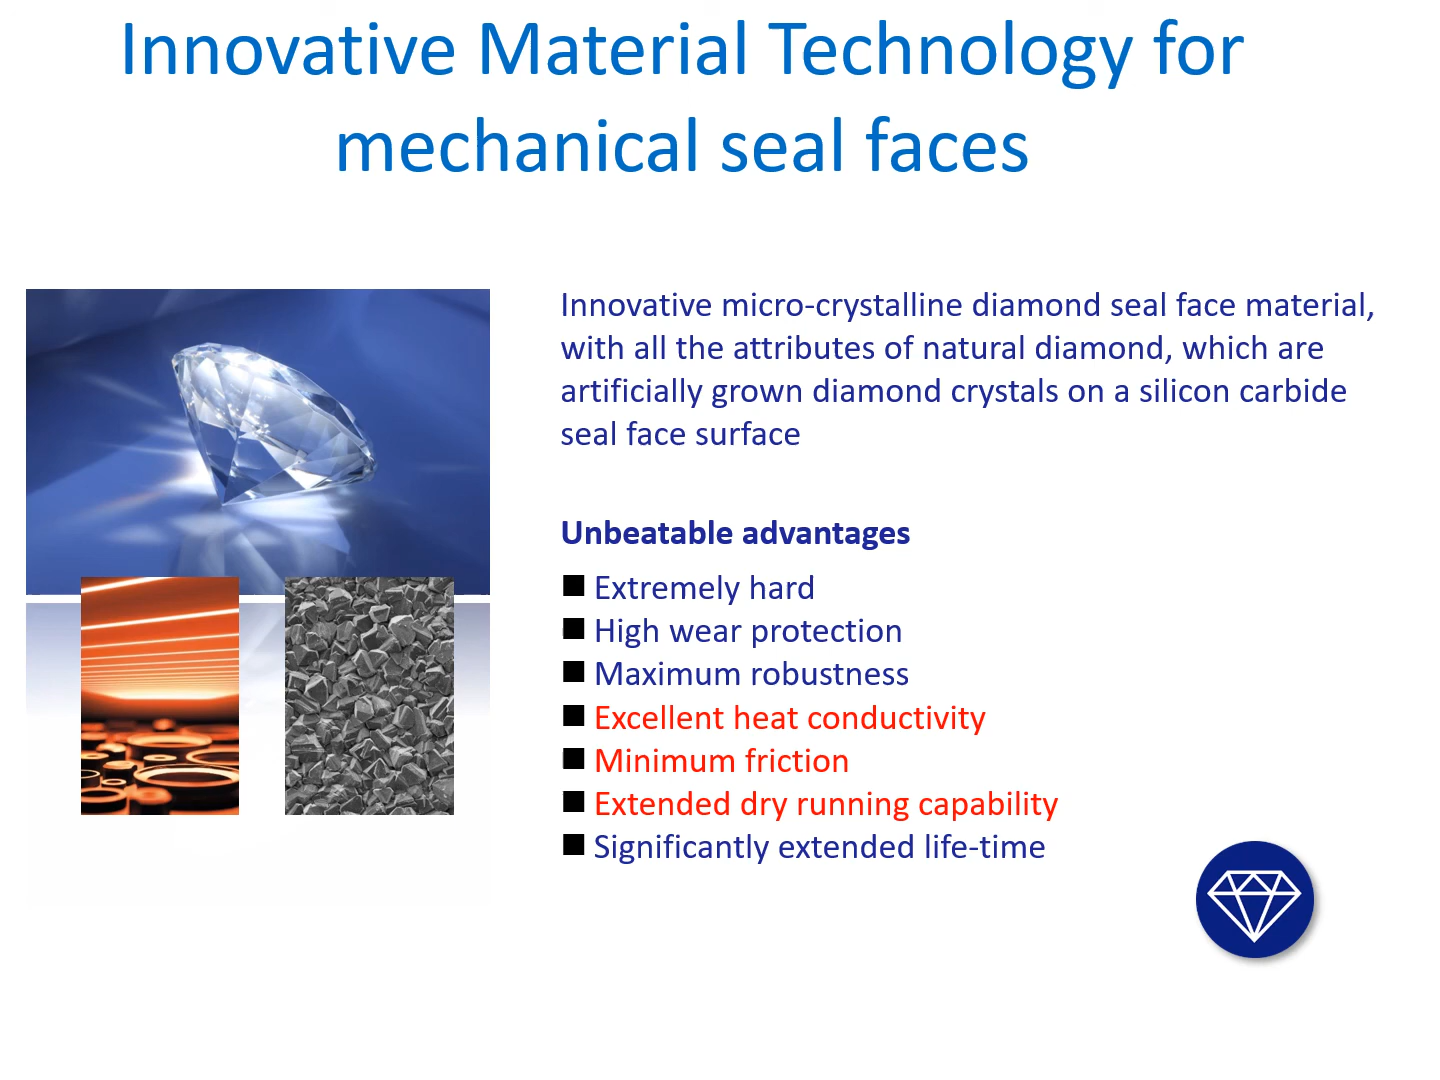 Innovative Material Technology for
mechanical seal faces
Innovative micro-crystalline diamond seal face material,
with all the attributes of natural diamond, which are
artificially grown diamond crystals on a silicon carbide
seal face surface
Unbeatable advantages
Extremely hard
High wear protection
Maximum robustness
Excellent heat conductivity
Minimum friction
Extended dry running capability
Significantly extended life-time